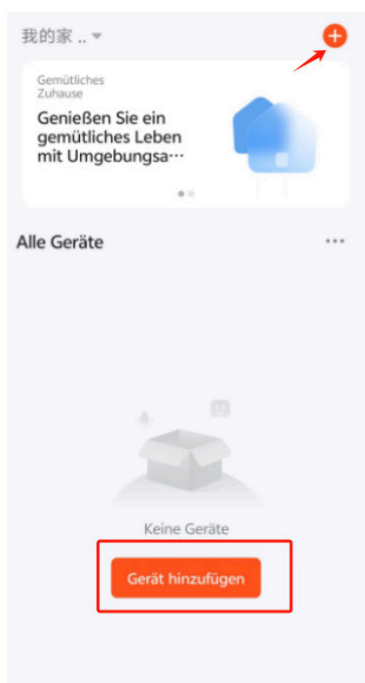 我的家 ..
Gemütliches
Zuhause
Genießen Sie ein
gemütliches Leben
mit Umgebungsa···
Alle Geräte
Keine Geräte
Gerät hinzufügen